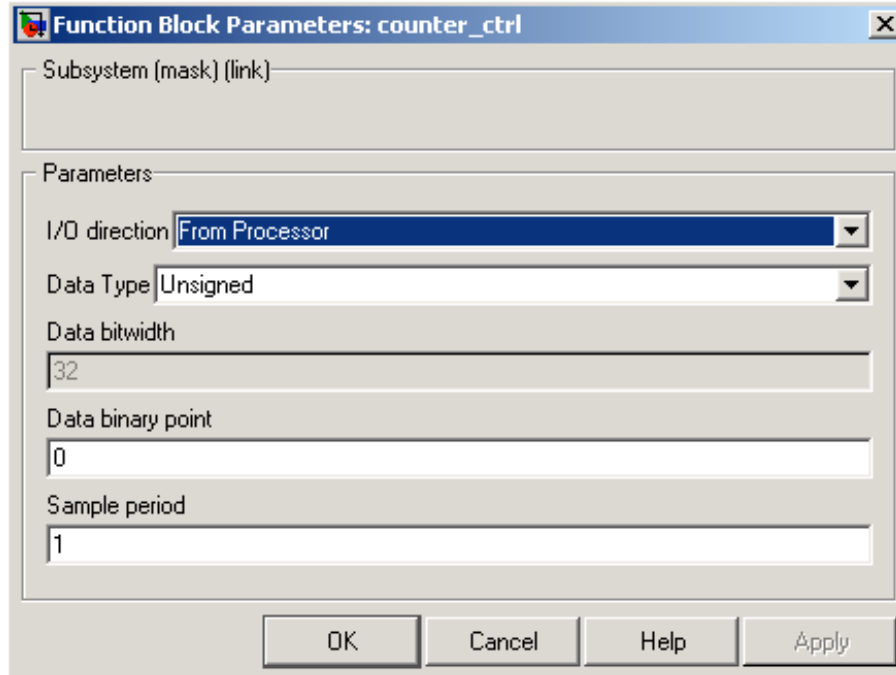 Function Block Parameters: counter_ctrl
Subsystem (mask) (link)
Parameters
I/O direction From Processor
Data Type Unsigned
Data bitwidth
32
Data binary point
0
Sample period
1
OK Cancel Help Apply